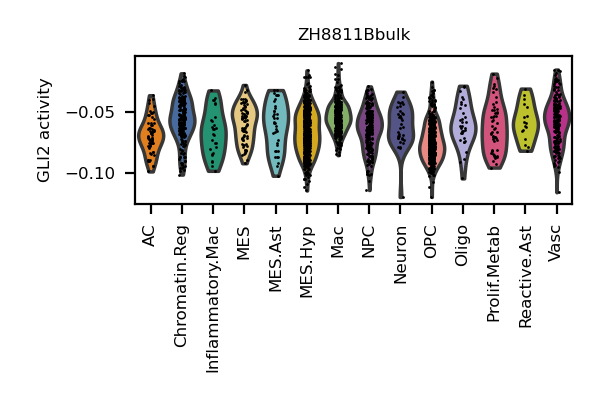 ZH8811Bbulk
GLI2 activity
−0.05
−0.10
AC
Chromatin.Reg
Inflammatory.Mac
MES
MES.Ast
MES.Hyp
Mac
NPC
Neuron
OPC
Oligo
Prolif.Metab
Reactive.Ast
Vasc